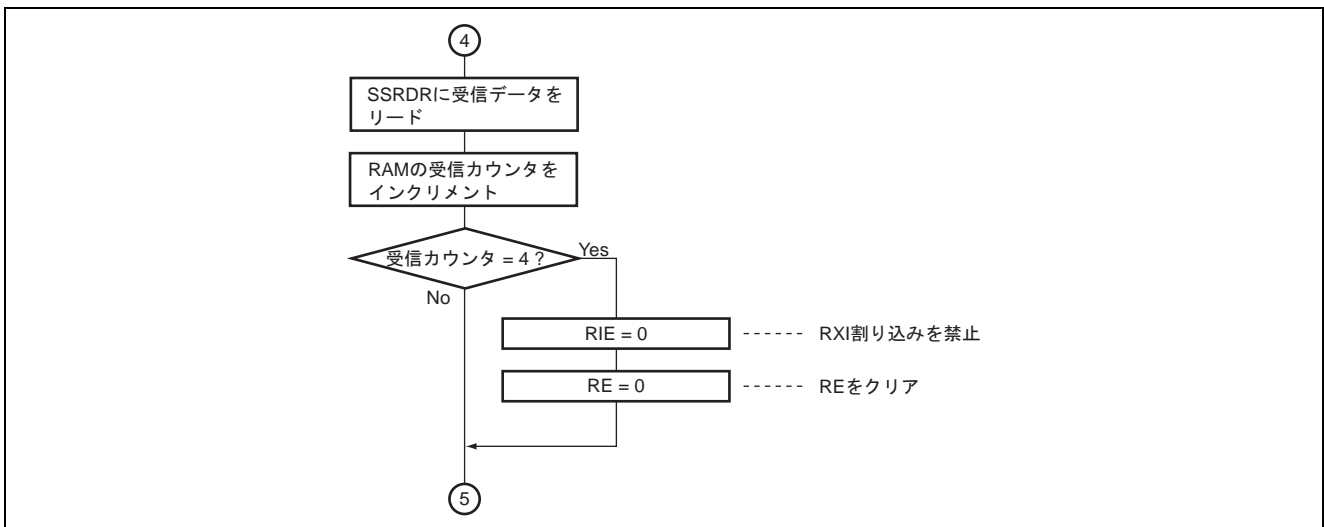 4
SSRDRに受信データを
リード
RAMの受信カウンタを
インクリメント
受信カウンタ = 4 ?
Yes
No
RIE = 0
------ RXI割り込みを禁止
RE = 0
------ REをクリア
5